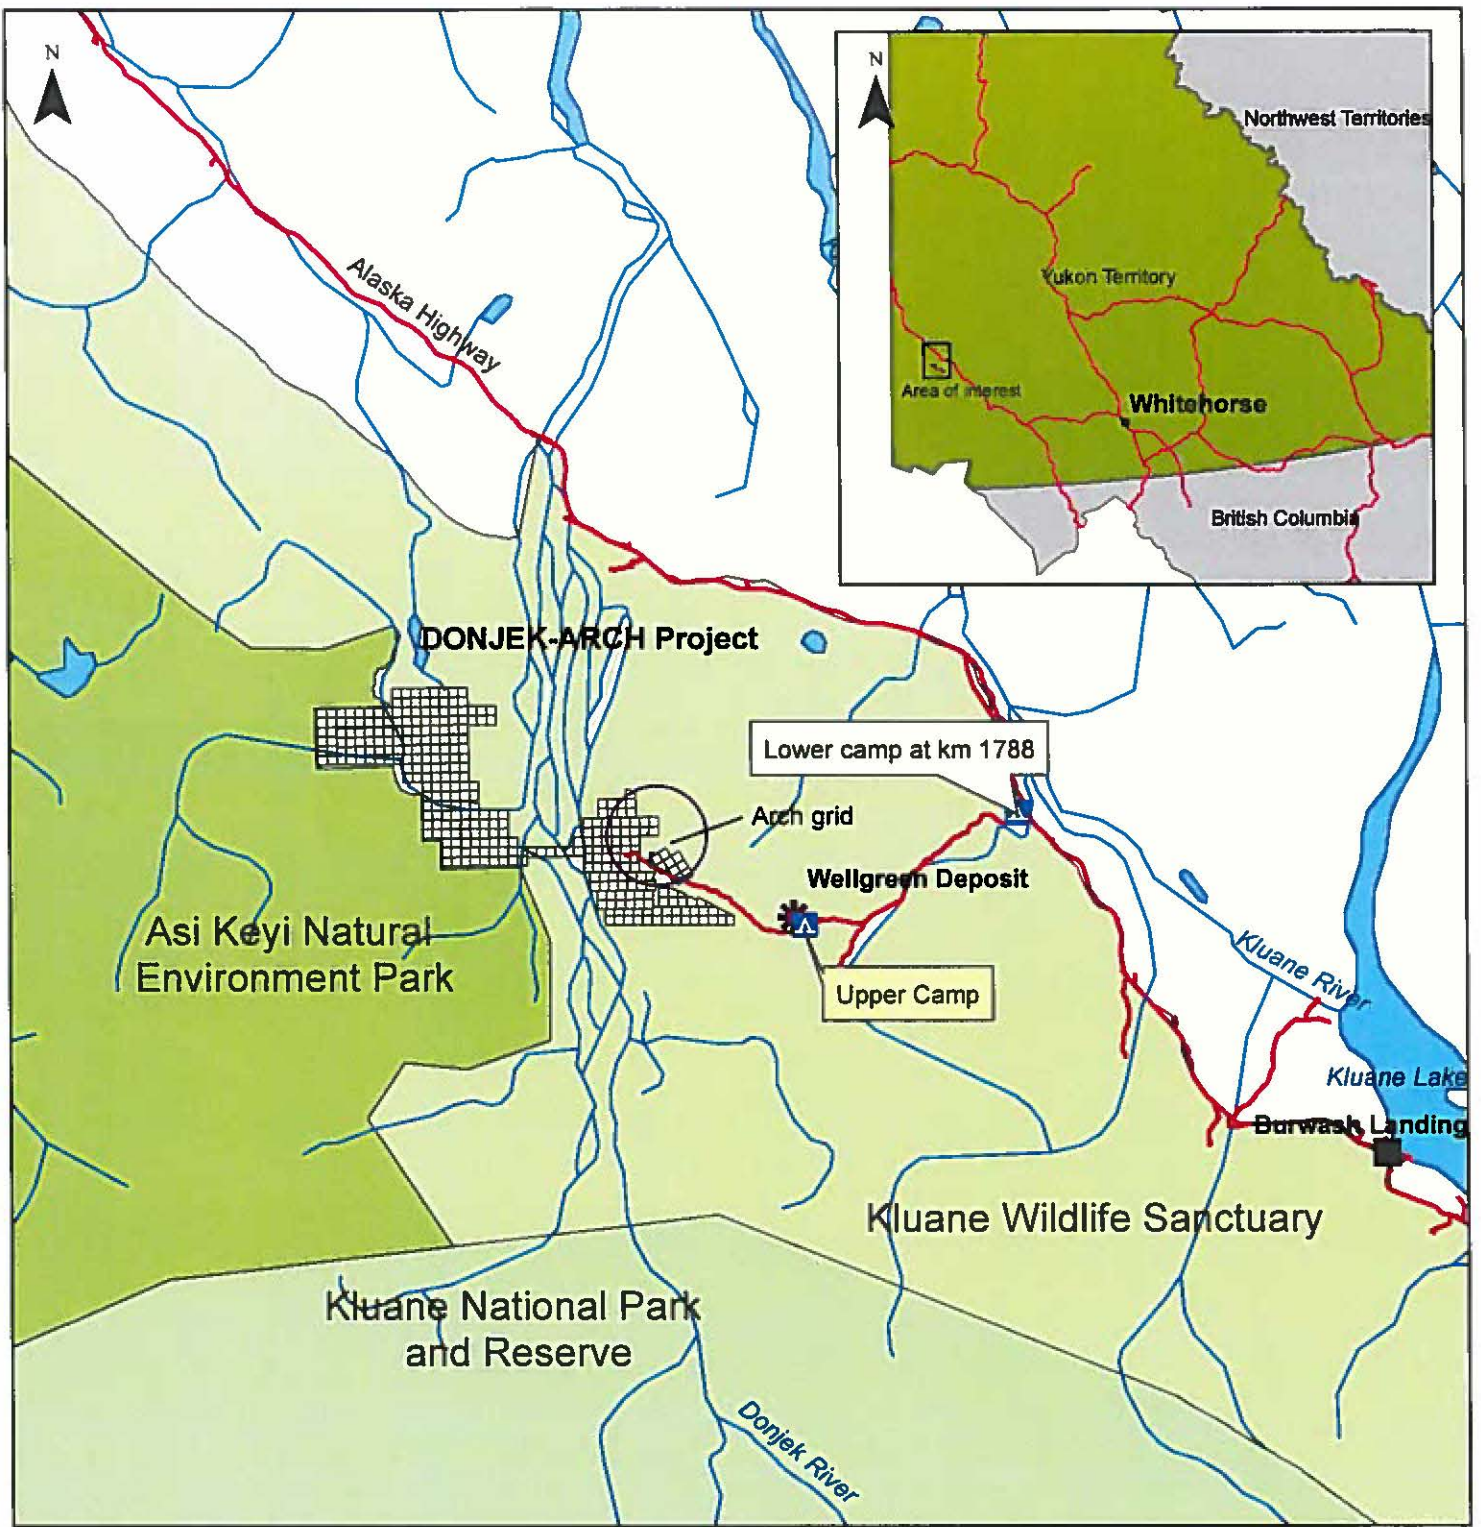 N
N
Northwest Territories
Yukon Territory
Area of interest
Whitehorse
British Columbia
Alaska Highway
DONJEK-ARCH Project
Lower camp at km 1788
Arch grid
Wellgreen Deposit
Asi Keyi Natural
Environment Park
Upper Camp
Kluane River
Kluane Lake
Burwash Landing
Kluane Wildlife Sanctuary
Kluane National Park
and Reserve
Donjek River